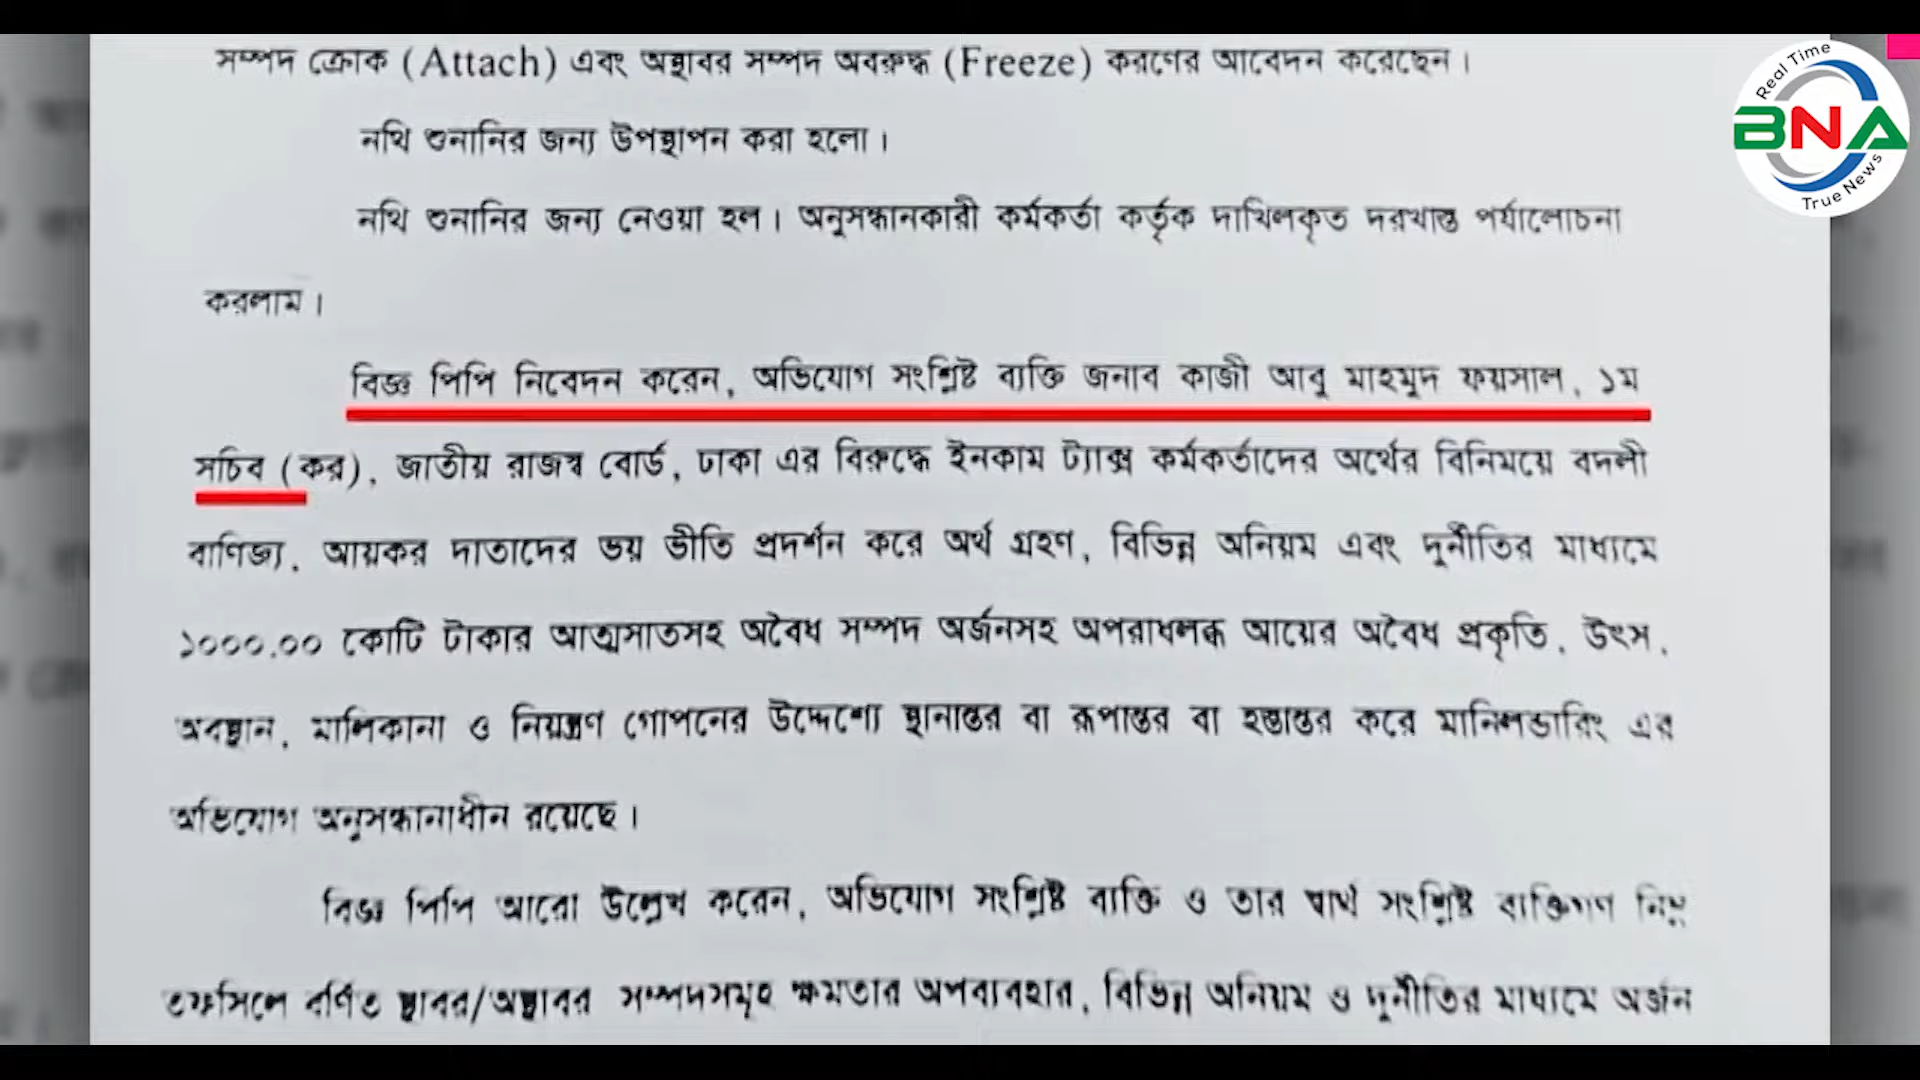 সম্পদ ক্রোক (Attach) এবং অস্থাবর সম্পদ অবরুদ্ধ (Freeze) করণের আবেদন করেছেন।
Real Time
BNA
True News
নথি শুনানির জন্য উপস্থাপন করা হলো।
নথি শুনানির জন্য নেওয়া হল। অনুসন্ধানকারী কর্মকর্তা কর্তৃক দাখিলকৃত দরখাস্ত পর্যালোচনা
করলাম।
বিজ্ঞ পিপি নিবেদন করেন, অভিযোগ সংশ্লিষ্ট ব্যক্তি জনাব কাজী আবু মাহমুদ ফয়সাল, ১ম
সচিব (কর), জাতীয় রাজস্ব বোর্ড, ঢাকা এর বিরুদ্ধে ইনকাম ট্যাক্স কর্মকর্তাদের অর্থের বিনিময়ে বদলী
বাণিজ্য, আয়কর দাতাদের ভয় ভীতি প্রদর্শন করে অর্থ গ্রহণ, বিভিন্ন অনিয়ম এবং দুর্নীতির মাধ্যমে
১০০০.০০ কোটি টাকার আত্মসাতসহ অবৈধ সম্পদ অর্জনসহ অপরাধলব্ধ আয়ের অবৈধ প্রকৃতি, উৎস,
অবস্থান, মালিকানা ও নিয়ন্ত্রণ গোপনের উদ্দেশ্যে স্থানান্তর বা রূপান্তর বা হস্তান্তর করে মানিলন্ডারিং এর
অভিযোগ অনুসন্ধানাধীন রয়েছে।
বিজ্ঞ পিপি আরো উল্লেখ করেন, অভিযোগ সংশ্লিষ্ট ব্যক্তি ও তার স্বার্থ সংশ্লিষ্ট ব্যক্তিগণ নিম্ন
তফসিলে বর্ণিত স্থাবর/অস্থাবর সম্পদসমূহ ক্ষমতার অপব্যবহার, বিভিন্ন অনিয়ম ও দুর্নীতির মাধ্যমে অর্জন